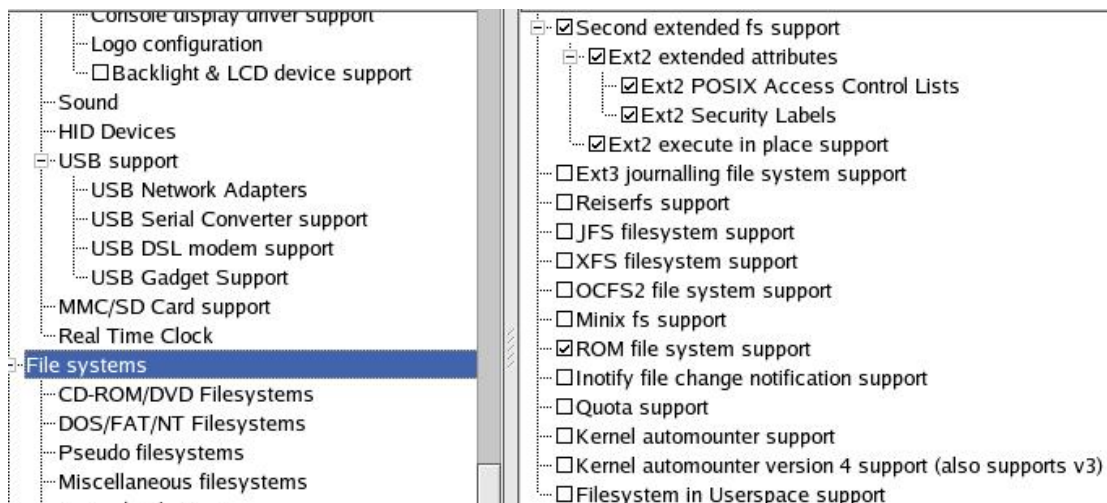 Console display driver support
Logo configuration
Backlight & LCD device support
Sound
HID Devices
USB support
USB Network Adapters
USB Serial Converter support
USB DSL modem support
USB Gadget Support
MMC/SD Card support
Real Time Clock
File systems
CD-ROM/DVD Filesystems
DOS/FAT/NT Filesystems
Pseudo filesystems
Miscellaneous filesystems
Second extended fs support
Ext2 extended attributes
Ext2 POSIX Access Control Lists
Ext2 Security Labels
Ext2 execute in place support
Ext3 journalling file system support
Reiserfs support
JFS filesystem support
XFS filesystem support
OCFS2 file system support
Minix fs support
ROM file system support
Inotify file change notification support
Quota support
Kernel automounter support
Kernel automounter version 4 support (also supports v3)
Filesystem in Userspace support